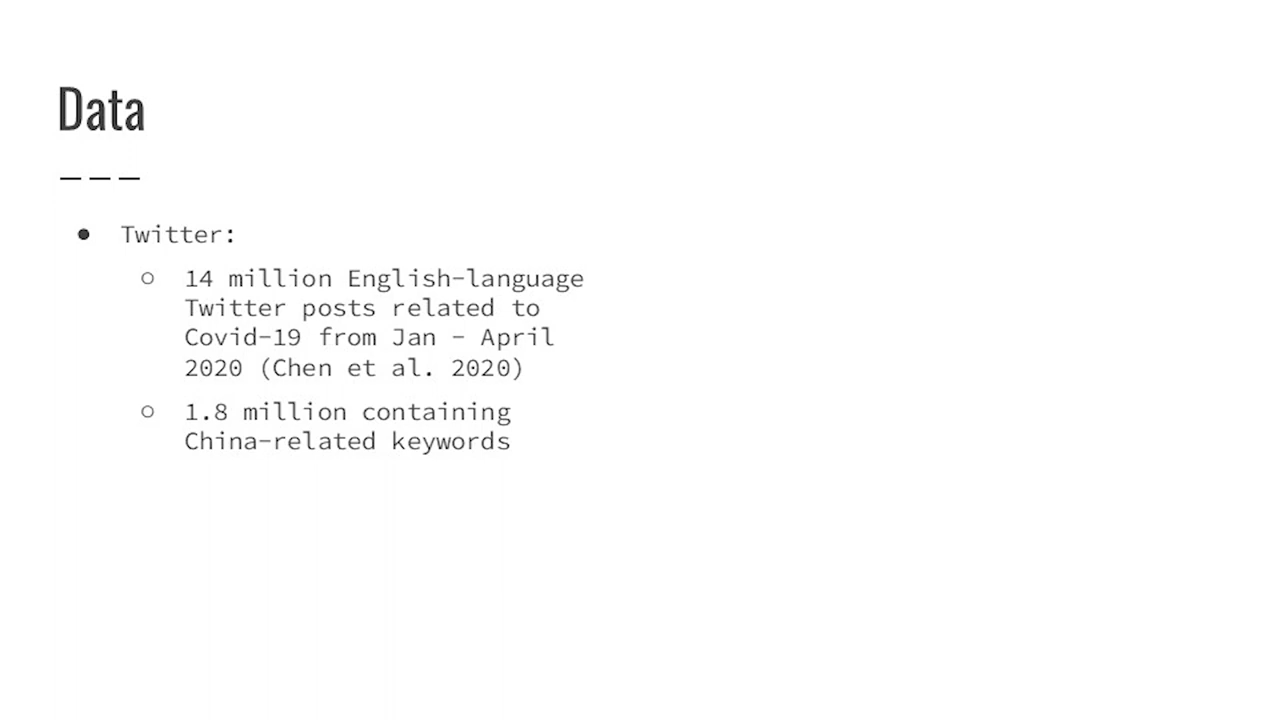 Data
● Twitter:
○ 14 million English-language
Twitter posts related to
Covid-19 from Jan - April
2020 (Chen et al. 2020)
○ 1.8 million containing
China-related keywords